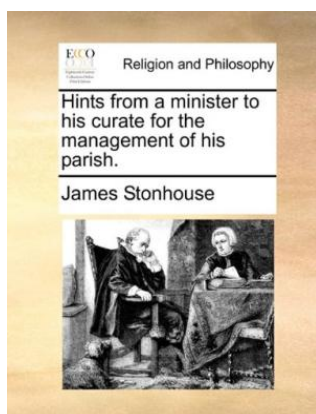 ECCO
Religion and Philosophy
Hints from a minister to
his curate for the
management of his
parish.
James Stonhouse